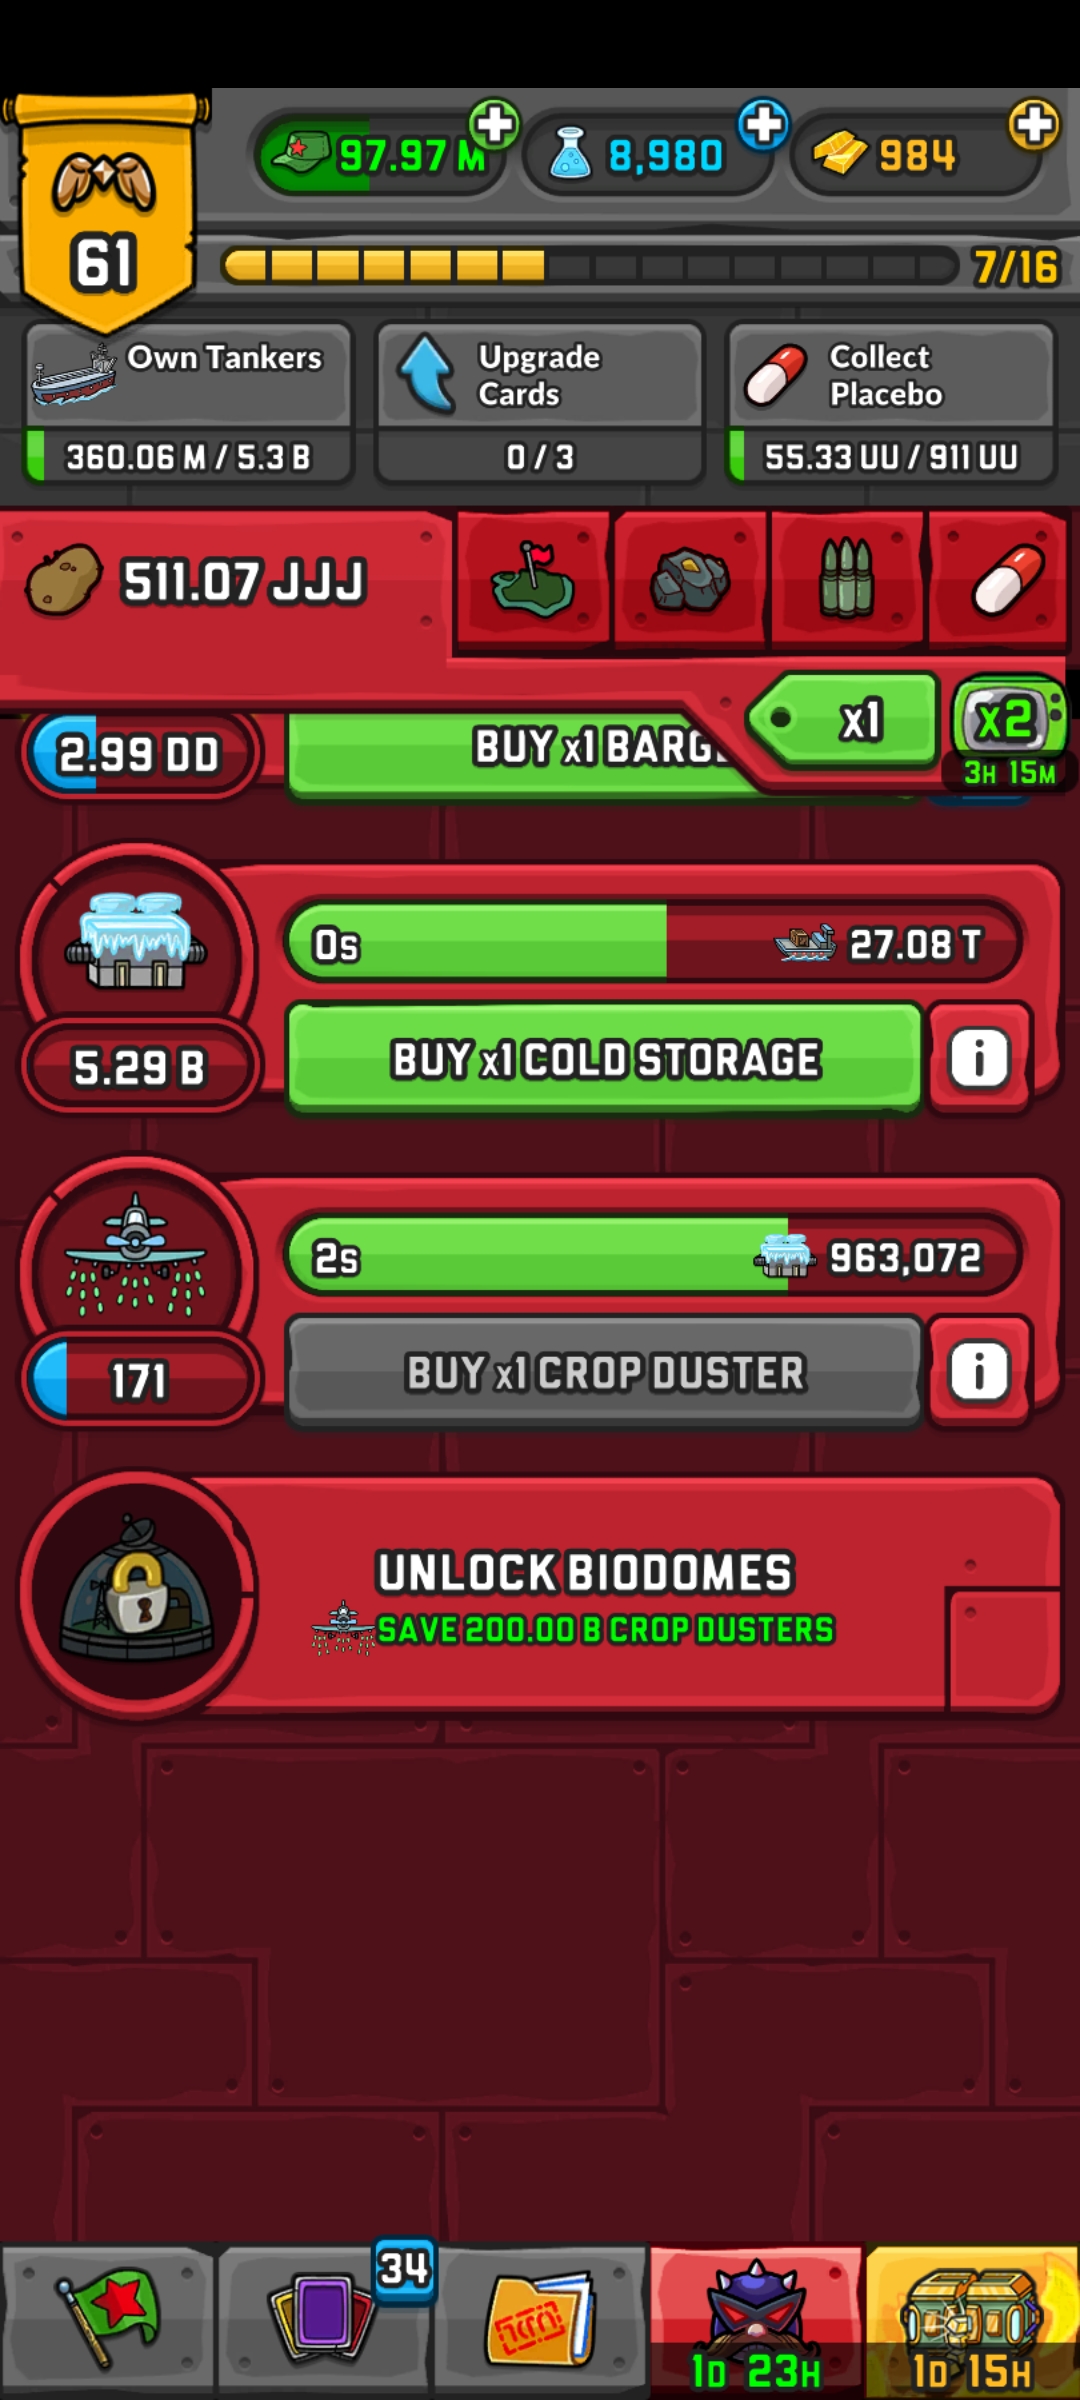 97.97 M
8,980
984
61
7/16
Own Tankers
360.06 M / 5.3 B
Upgrade
Cards
0 / 3
Collect
Placebo
55.33 UU / 911 UU
511.07 JJJ
x1
x2
3H 15M
2.99 DD
BUY x1 BARG
0s
27.08 T
5.29 B
BUY x1 COLD STORAGE
i
2s
963,072
171
BUY x1 CROP DUSTER
i
UNLOCK BIODOMES
SAVE 200.00 B CROP DUSTERS
34
1D 23H
1D 15H